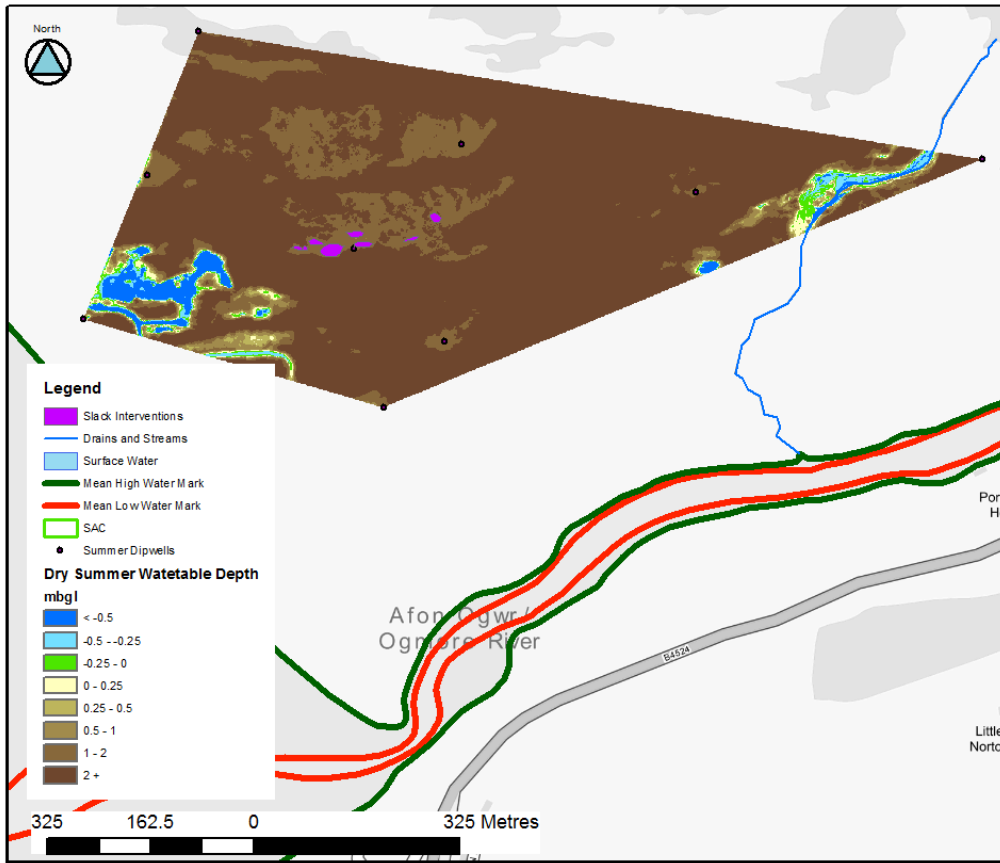 North
Legend
Slack Interventions
Drains and Streams
Surface Water
Mean High Water Mark
Mean Low Water Mark
SAC
Summer Dipwells
Dry Summer Watetable Depth
mbgl
< -0.5
-0.5 --0.25
-0.25 - 0
0 - 0.25
0.25 - 0.5
0.5 - 1
1 - 2
2 +
Afon Ogwr /
Ogmore River
B4524
Por
H
Little
Norto
325 162.5 0 325 Metres